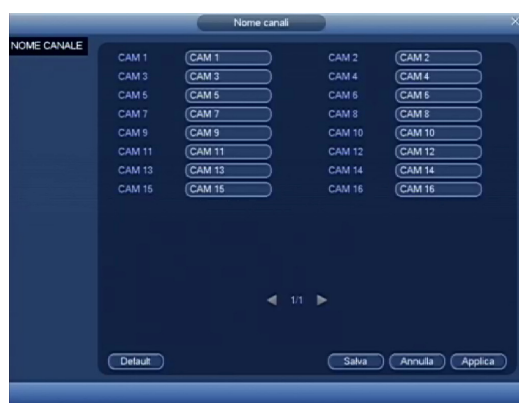 Nome canali
NOME CANALE
CAM 1 CAM 1 CAM 2 CAM 2
CAM 3 CAM 3 CAM 4 CAM 4
CAM 5 CAM 5 CAM 6 CAM 6
CAM 7 CAM 7 CAM 8 CAM 8
CAM 9 CAM 9 CAM 10 CAM 10
CAM 11 CAM 11 CAM 12 CAM 12
CAM 13 CAM 13 CAM 14 CAM 14
CAM 15 CAM 15 CAM 16 CAM 16
1/1
Default Salva Annulla Applica